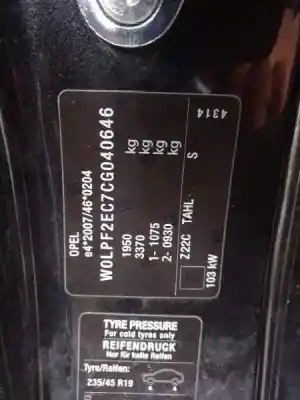 OPEL
e4*2007/46*0204
W0LPF2EC7CG040646
1950 kg
3370 kg
1- 1075 kg
2- 0930 kg
Z22C TAHL S
103 kW
4314
TYRE PRESSURE
For cold tyres only
REIFENDRUCK
Nur für kalte Reifen
Tyre/Reifen:
235/45 R19